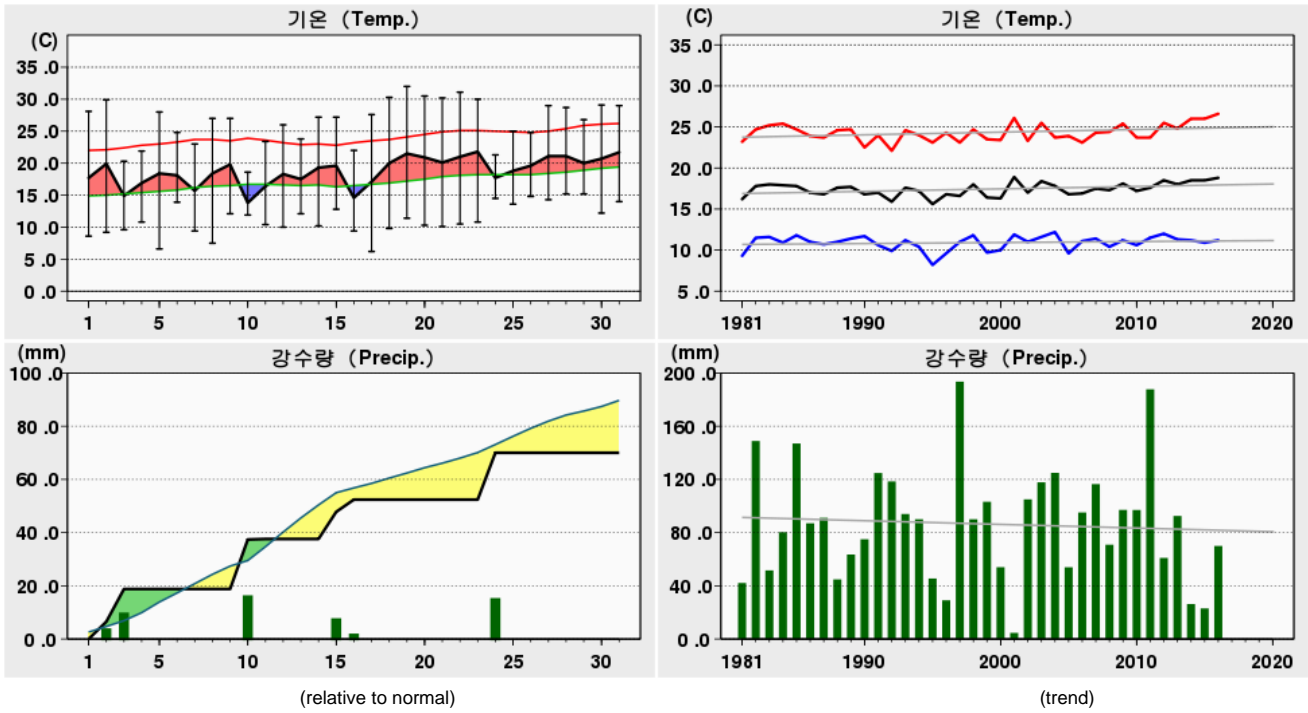 기온 (Temp.)
(C)
35 .0
30 .0
25 .0
20 .0
15 .0
10 .0
5 .0
0 .0
1 5 10 15 20 25 30
기온 (Temp.)
(C)
35 .0
30 .0
25 .0
20 .0
15 .0
10 .0
5 .0
1981 1990 2000 2010 2020
강수량 (Precip.)
(mm)
100 .0
80 .0
60 .0
40 .0
20 .0
0 .0
1 5 10 15 20 25 30
(relative to normal)
강수량 (Precip.)
(mm)
200 .0
160 .0
120 .0
80 .0
40 .0
0 .0
1981 1990 2000 2010 2020
(trend)